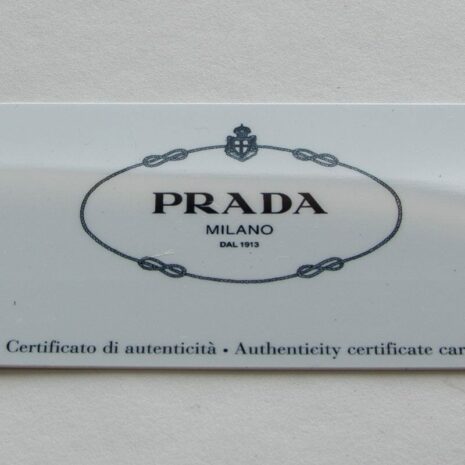 PRADA
MILANO
DAL 1913
Certificato di autenticità • Authenticity certificate car